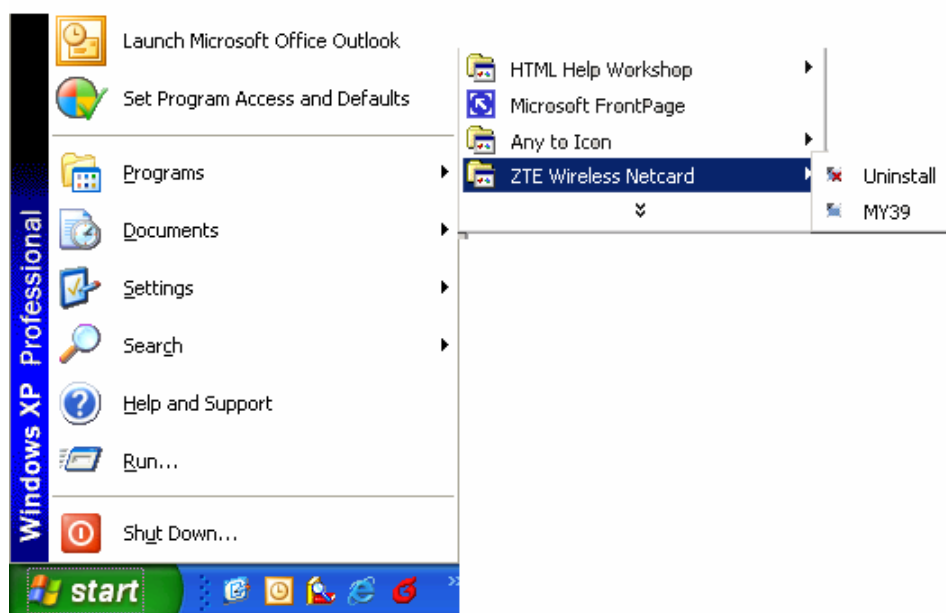 Launch Microsoft Office Outlook
Set Program Access and Defaults
Programs
Documents
Settings
Search
Help and Support
Run...
Shut Down...
Windows XP Professional
start
HTML Help Workshop
Microsoft FrontPage
Any to Icon
ZTE Wireless Netcard
Uninstall
MY39